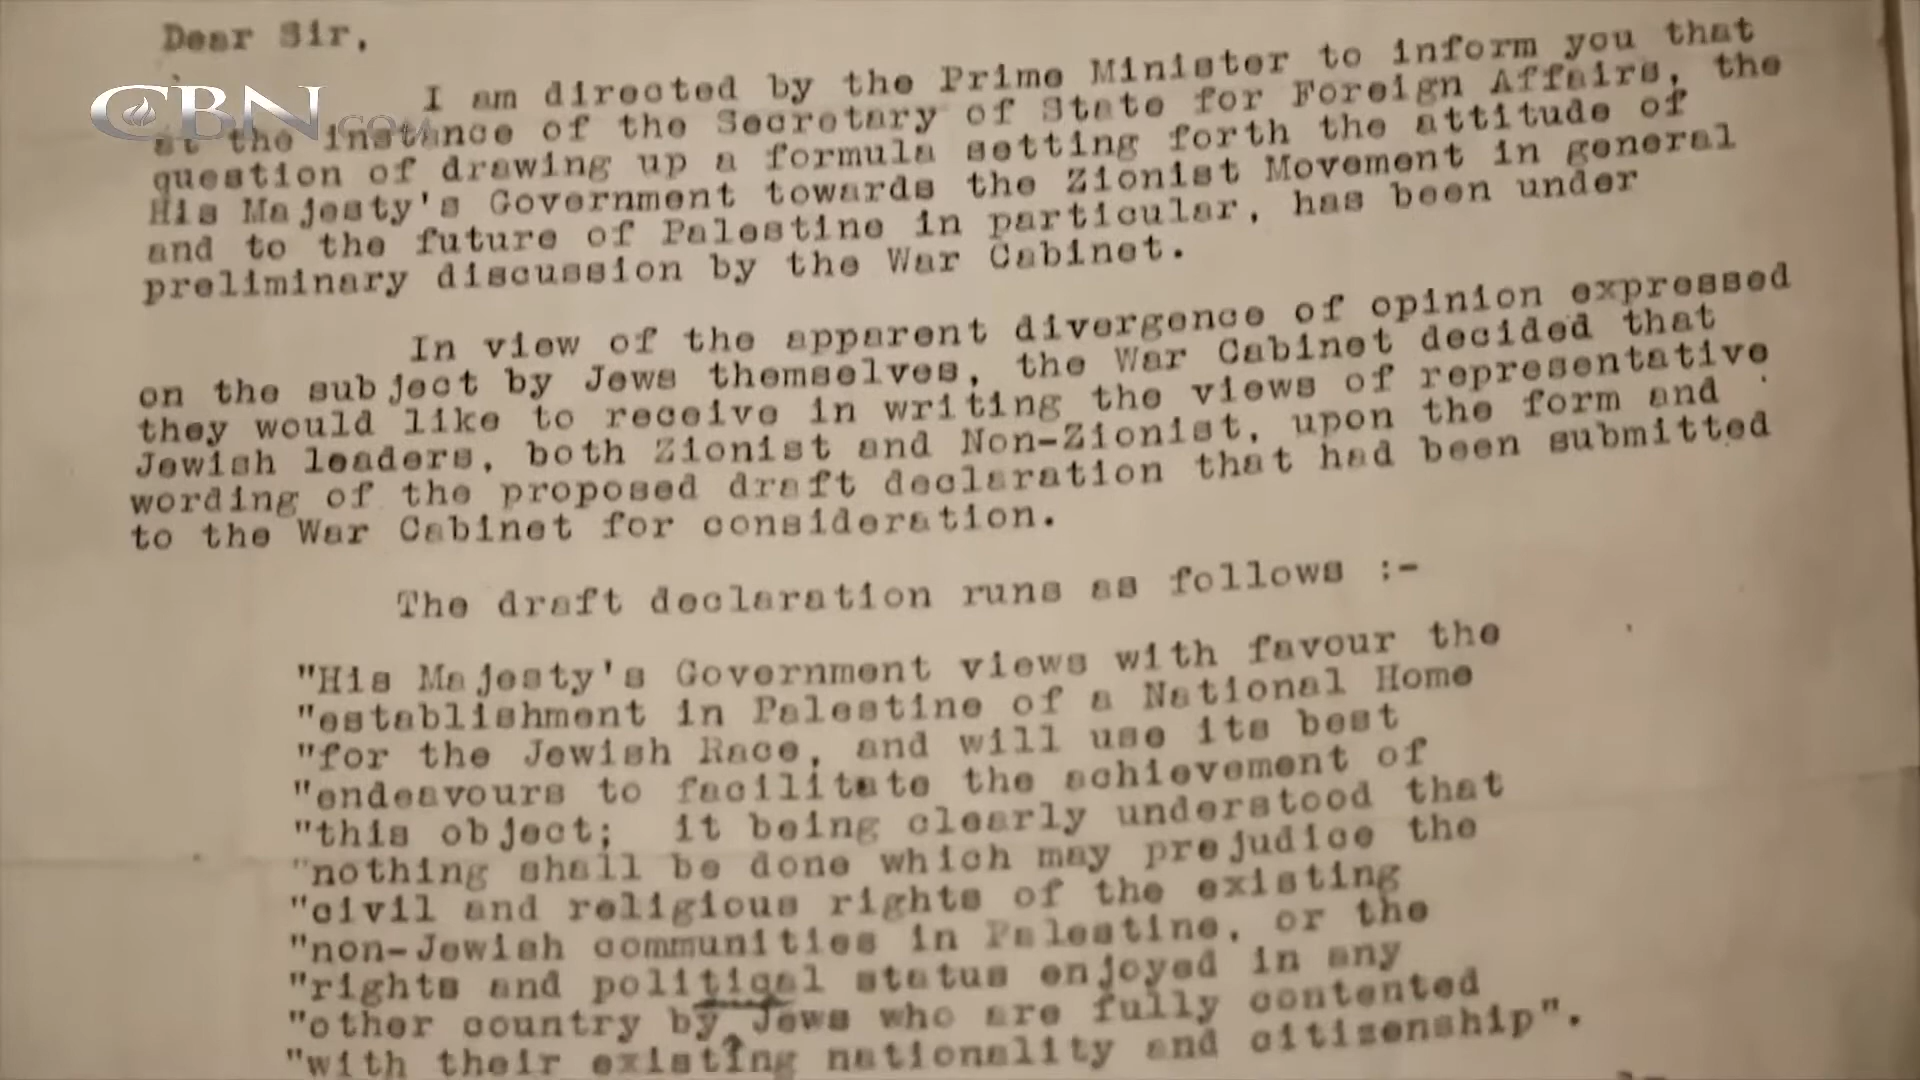 Dear Sir,
CBN.COM
I am directed by the Prime Minister to inform you that
at the instance of the Secretary of State for Foreign Affairs, the
question of drawing up a formula setting forth the attitude of
His Majesty's Government towards the Zionist Movement in general
and to the future of Palestine in particular, has been under
preliminary discussion by the War Cabinet.
In view of the apparent divergence of opinion expressed
on the subject by Jews themselves, the War Cabinet decided that
they would like to receive in writing the views of representative
Jewish leaders, both Zionist and Non-Zionist, upon the form and
wording of the proposed draft declaration that had been submitted
to the War Cabinet for consideration.
The draft declaration runs as follows :-
"His Majesty's Government views with favour the
"establishment in Palestine of a National Home
"for the Jewish Race, and will use its best
"endeavours to facilitate the achievement of
"this object; it being clearly understood that
"nothing shall be done which may prejudice the
"civil and religious rights of the existing
"non-Jewish communities in Palestine, or the
"rights and political status enjoyed in any
"other country by Jews who are fully contented
"with their existing nationality and citizenship".